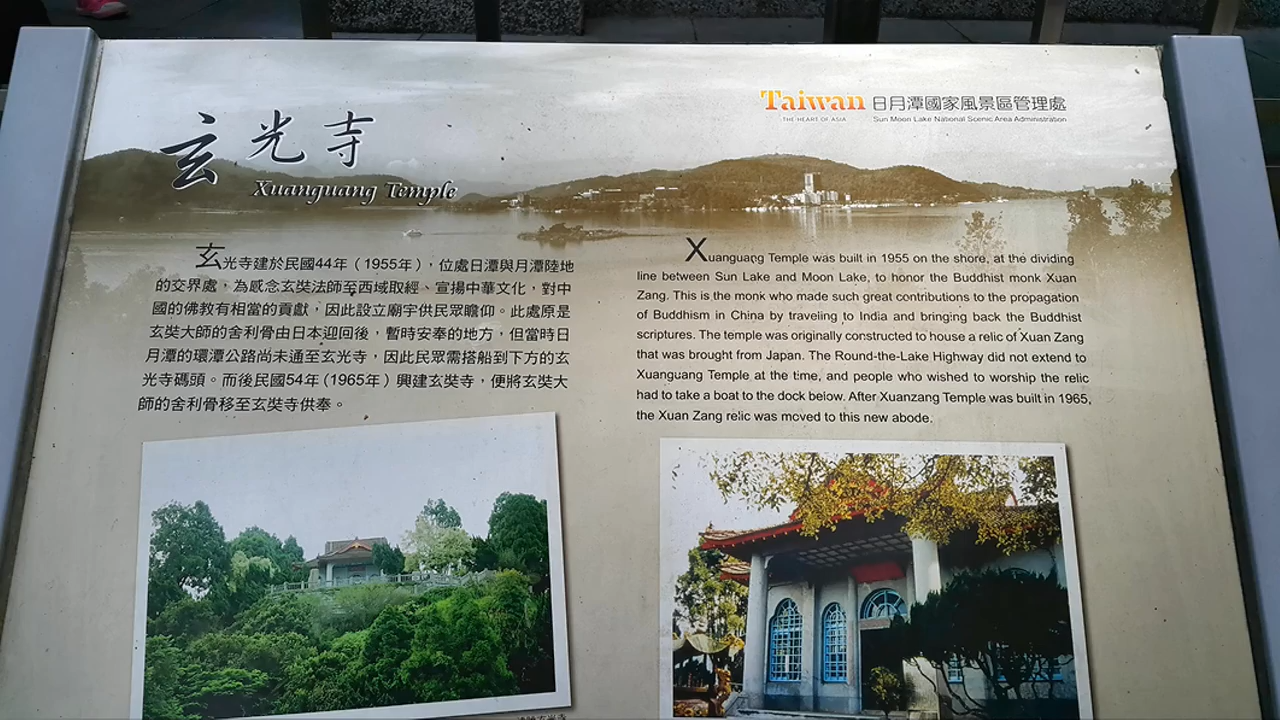 玄光寺
Xuanguang Temple
Taiwan
THE HEART OF ASIA
日月潭國家風景區管理處
Sun Moon Lake National Scenic Area Administration
玄光寺建於民國44年（1955年），位處日潭與月潭陸地
的交界處，為感念玄奘法師至西域取經、宣揚中華文化，對中
國的佛教有相當的貢獻，因此設立廟宇供民眾瞻仰。此處原是
玄奘大師的舍利骨由日本迎回後，暫時安奉的地方，但當時日
月潭的環潭公路尚未通至玄光寺，因此民眾需搭船到下方的玄
光寺碼頭。而後民國54年（1965年）興建玄奘寺，便將玄奘大
師的舍利骨移至玄奘寺供奉。
Xuanguang Temple was built in 1955 on the shore, at the dividing
line between Sun Lake and Moon Lake, to honor the Buddhist monk Xuan
Zang. This is the monk who made such great contributions to the propagation
of Buddhism in China by traveling to India and bringing back the Buddhist
scriptures. The temple was originally constructed to house a relic of Xuan Zang
that was brought from Japan. The Round-the-Lake Highway did not extend to
Xuanguang Temple at the time, and people who wished to worship the relic
had to take a boat to the dock below. After Xuanzang Temple was built in 1965,
the Xuan Zang relic was moved to this new abode.